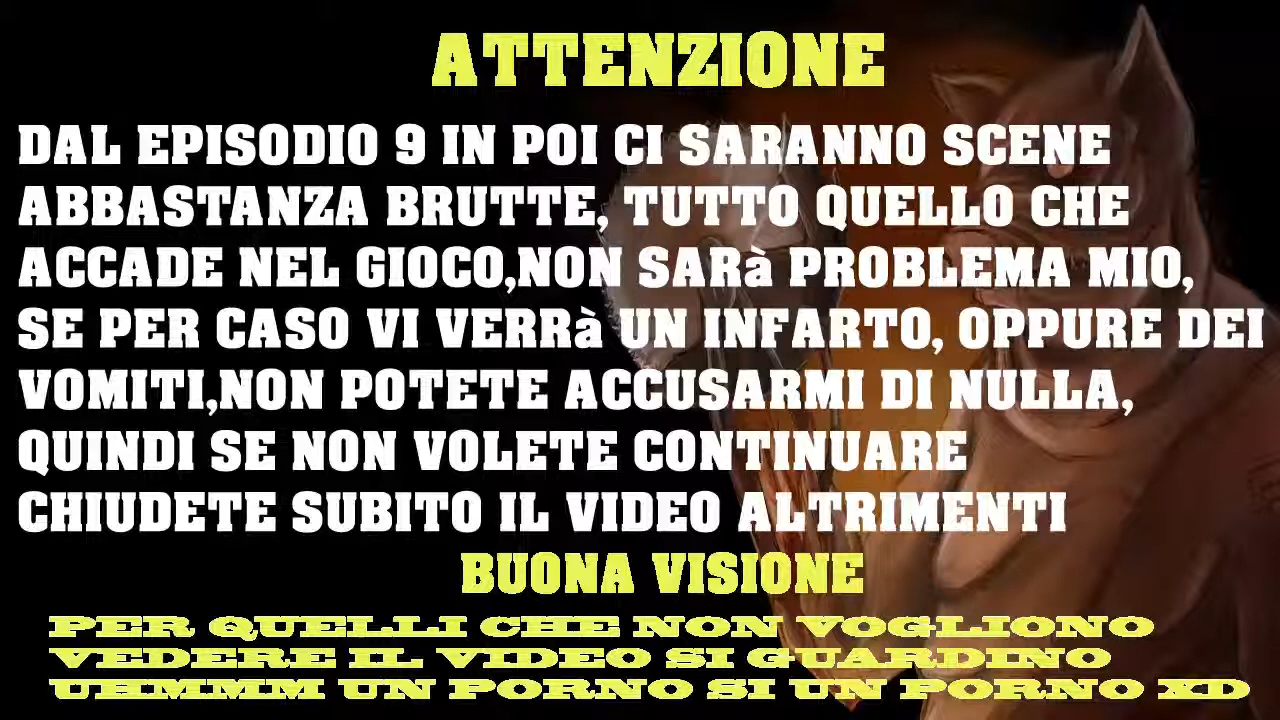 ATTENZIONE
DAL EPISODIO 9 IN POI CI SARANNO SCENE
ABBASTANZA BRUTTE, TUTTO QUELLO CHE
ACCADE NEL GIOCO,NON SARà PROBLEMA MIO,
SE PER CASO VI VERRà UN INFARTO, OPPURE DEI
VOMITI,NON POTETE ACCUSARMI DI NULLA,
QUINDI SE NON VOLETE CONTINUARE
CHIUDETE SUBITO IL VIDEO ALTRIMENTI
BUONA VISIONE
PER QUELLI CHE NON VOGLIONO
VEDERE IL VIDEO SI GUARDINO
UHMMM UN PORNO SI UN PORNO XD